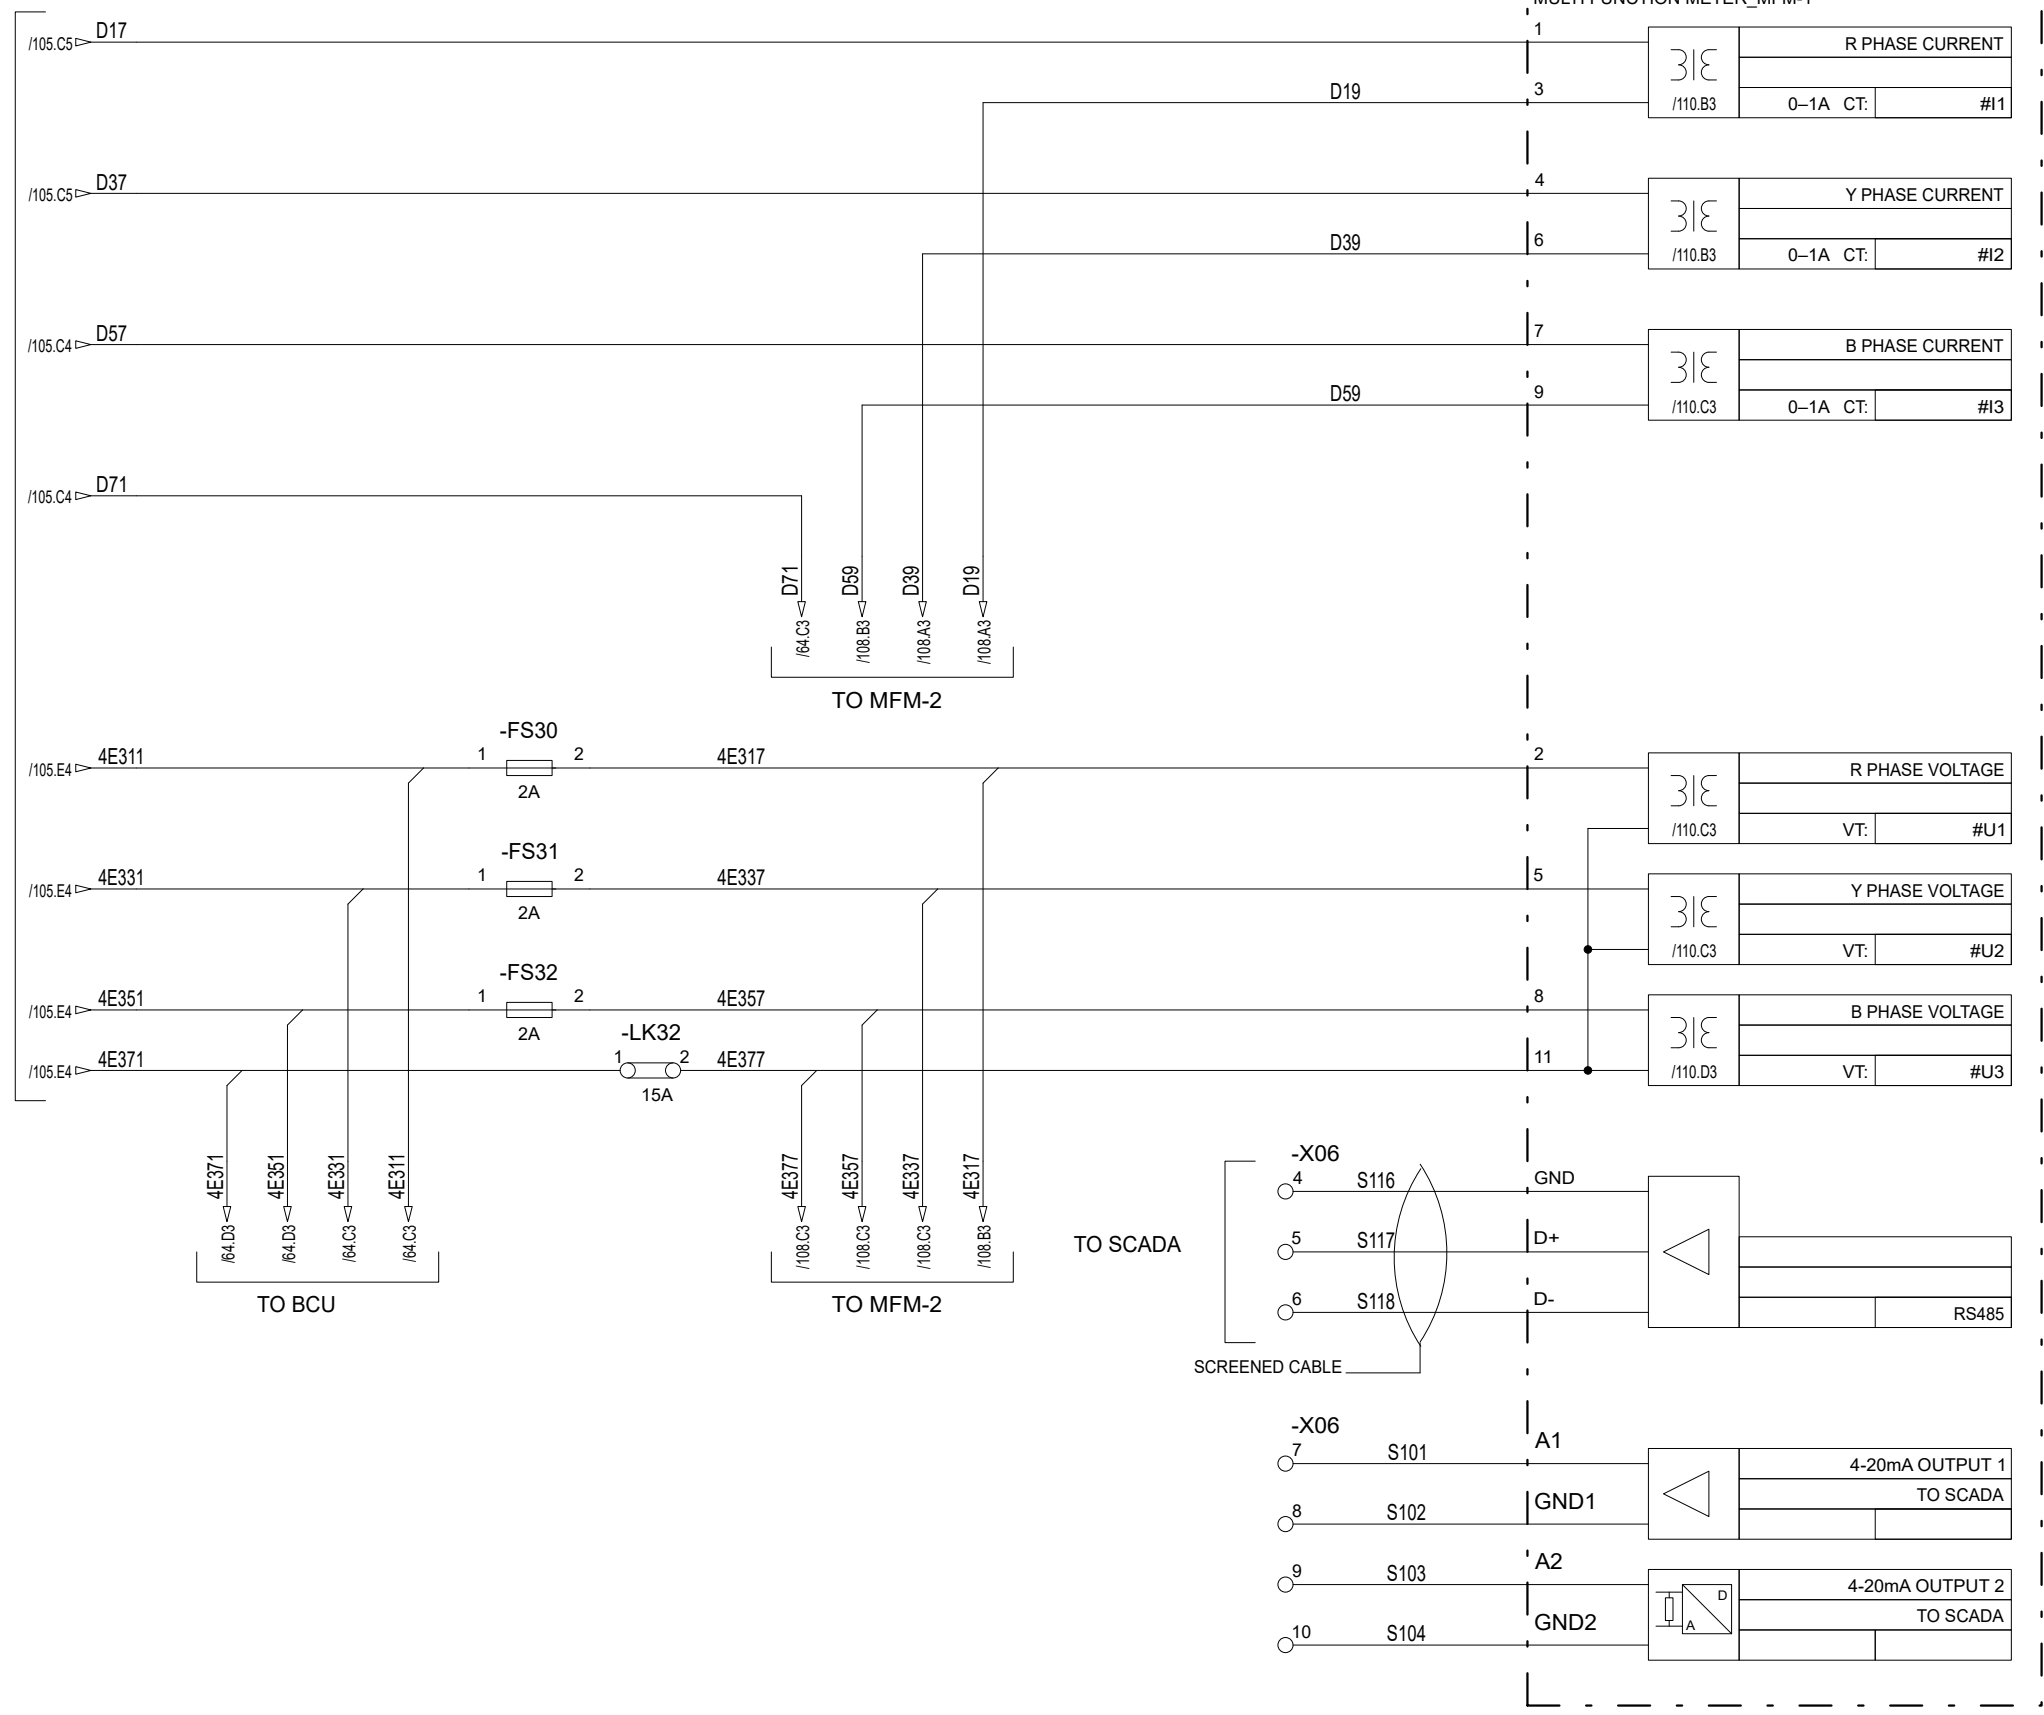 MULTI FUNCTION METER_MFM-1
/105.C5 D17 1 R PHASE CURRENT
D19 3 /110.B3 0–1A CT: #I1
/105.C5 D37 4 Y PHASE CURRENT
D39 6 /110.B3 0–1A CT: #I2
/105.C4 D57 7 B PHASE CURRENT
D59 9 /110.C3 0–1A CT: #I3
/105.C4 D71
D71 D59 D39 D19
/64.C3 /108.B3 /108.A3 /108.A3
TO MFM-2
-FS30
/105.E4 4E311 1 2 4E317 2 R PHASE VOLTAGE
2A
/110.C3 VT: #U1
-FS31
/105.E4 4E331 1 2 4E337 5 Y PHASE VOLTAGE
2A
/110.C3 VT: #U2
-FS32
/105.E4 4E351 1 2 4E357 8 B PHASE VOLTAGE
2A
-LK32
/105.E4 4E371 1 2 4E377 11 /110.D3 VT: #U3
15A
4E371 4E351 4E331 4E311
/64.D3 /64.D3 /64.C3 /64.C3
TO BCU
4E377 4E357 4E337 4E317
/108.C3 /108.C3 /108.C3 /108.B3
TO MFM-2
-X06
4 S116 GND
TO SCADA
5 S117 D+
6 S118 D-
RS485
SCREENED CABLE
-X06
7 S101 A1 4-20mA OUTPUT 1
TO SCADA
8 S102 GND1
9 S103 A2 4-20mA OUTPUT 2
D
A
TO SCADA
10 S104 GND2